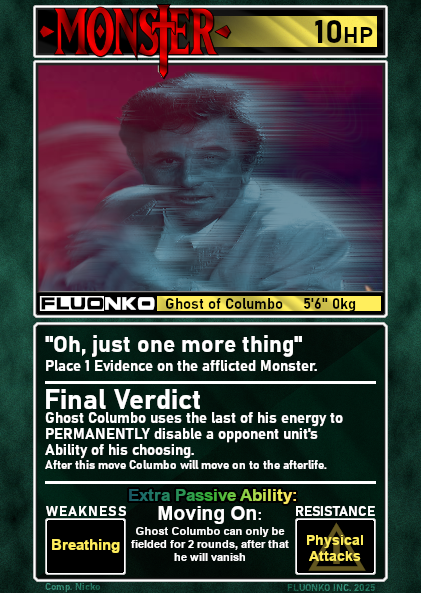 MONSTER
10HP
FLUONKO Ghost of Columbo 5'6" 0kg
"Oh, just one more thing"
Place 1 Evidence on the afflicted Monster.
Final Verdict
Ghost Columbo uses the last of his energy to
PERMANENTLY disable a opponent unit's
Ability of his choosing.
After this move Columbo will move on to the afterlife.
Extra Passive Ability:
WEAKNESS
Breathing
Moving On:
Ghost Columbo can only be
fielded for 2 rounds, after that
he will vanish
RESISTANCE
Physical
Attacks
Comp. Nicko
FLUONKO INC. 2025